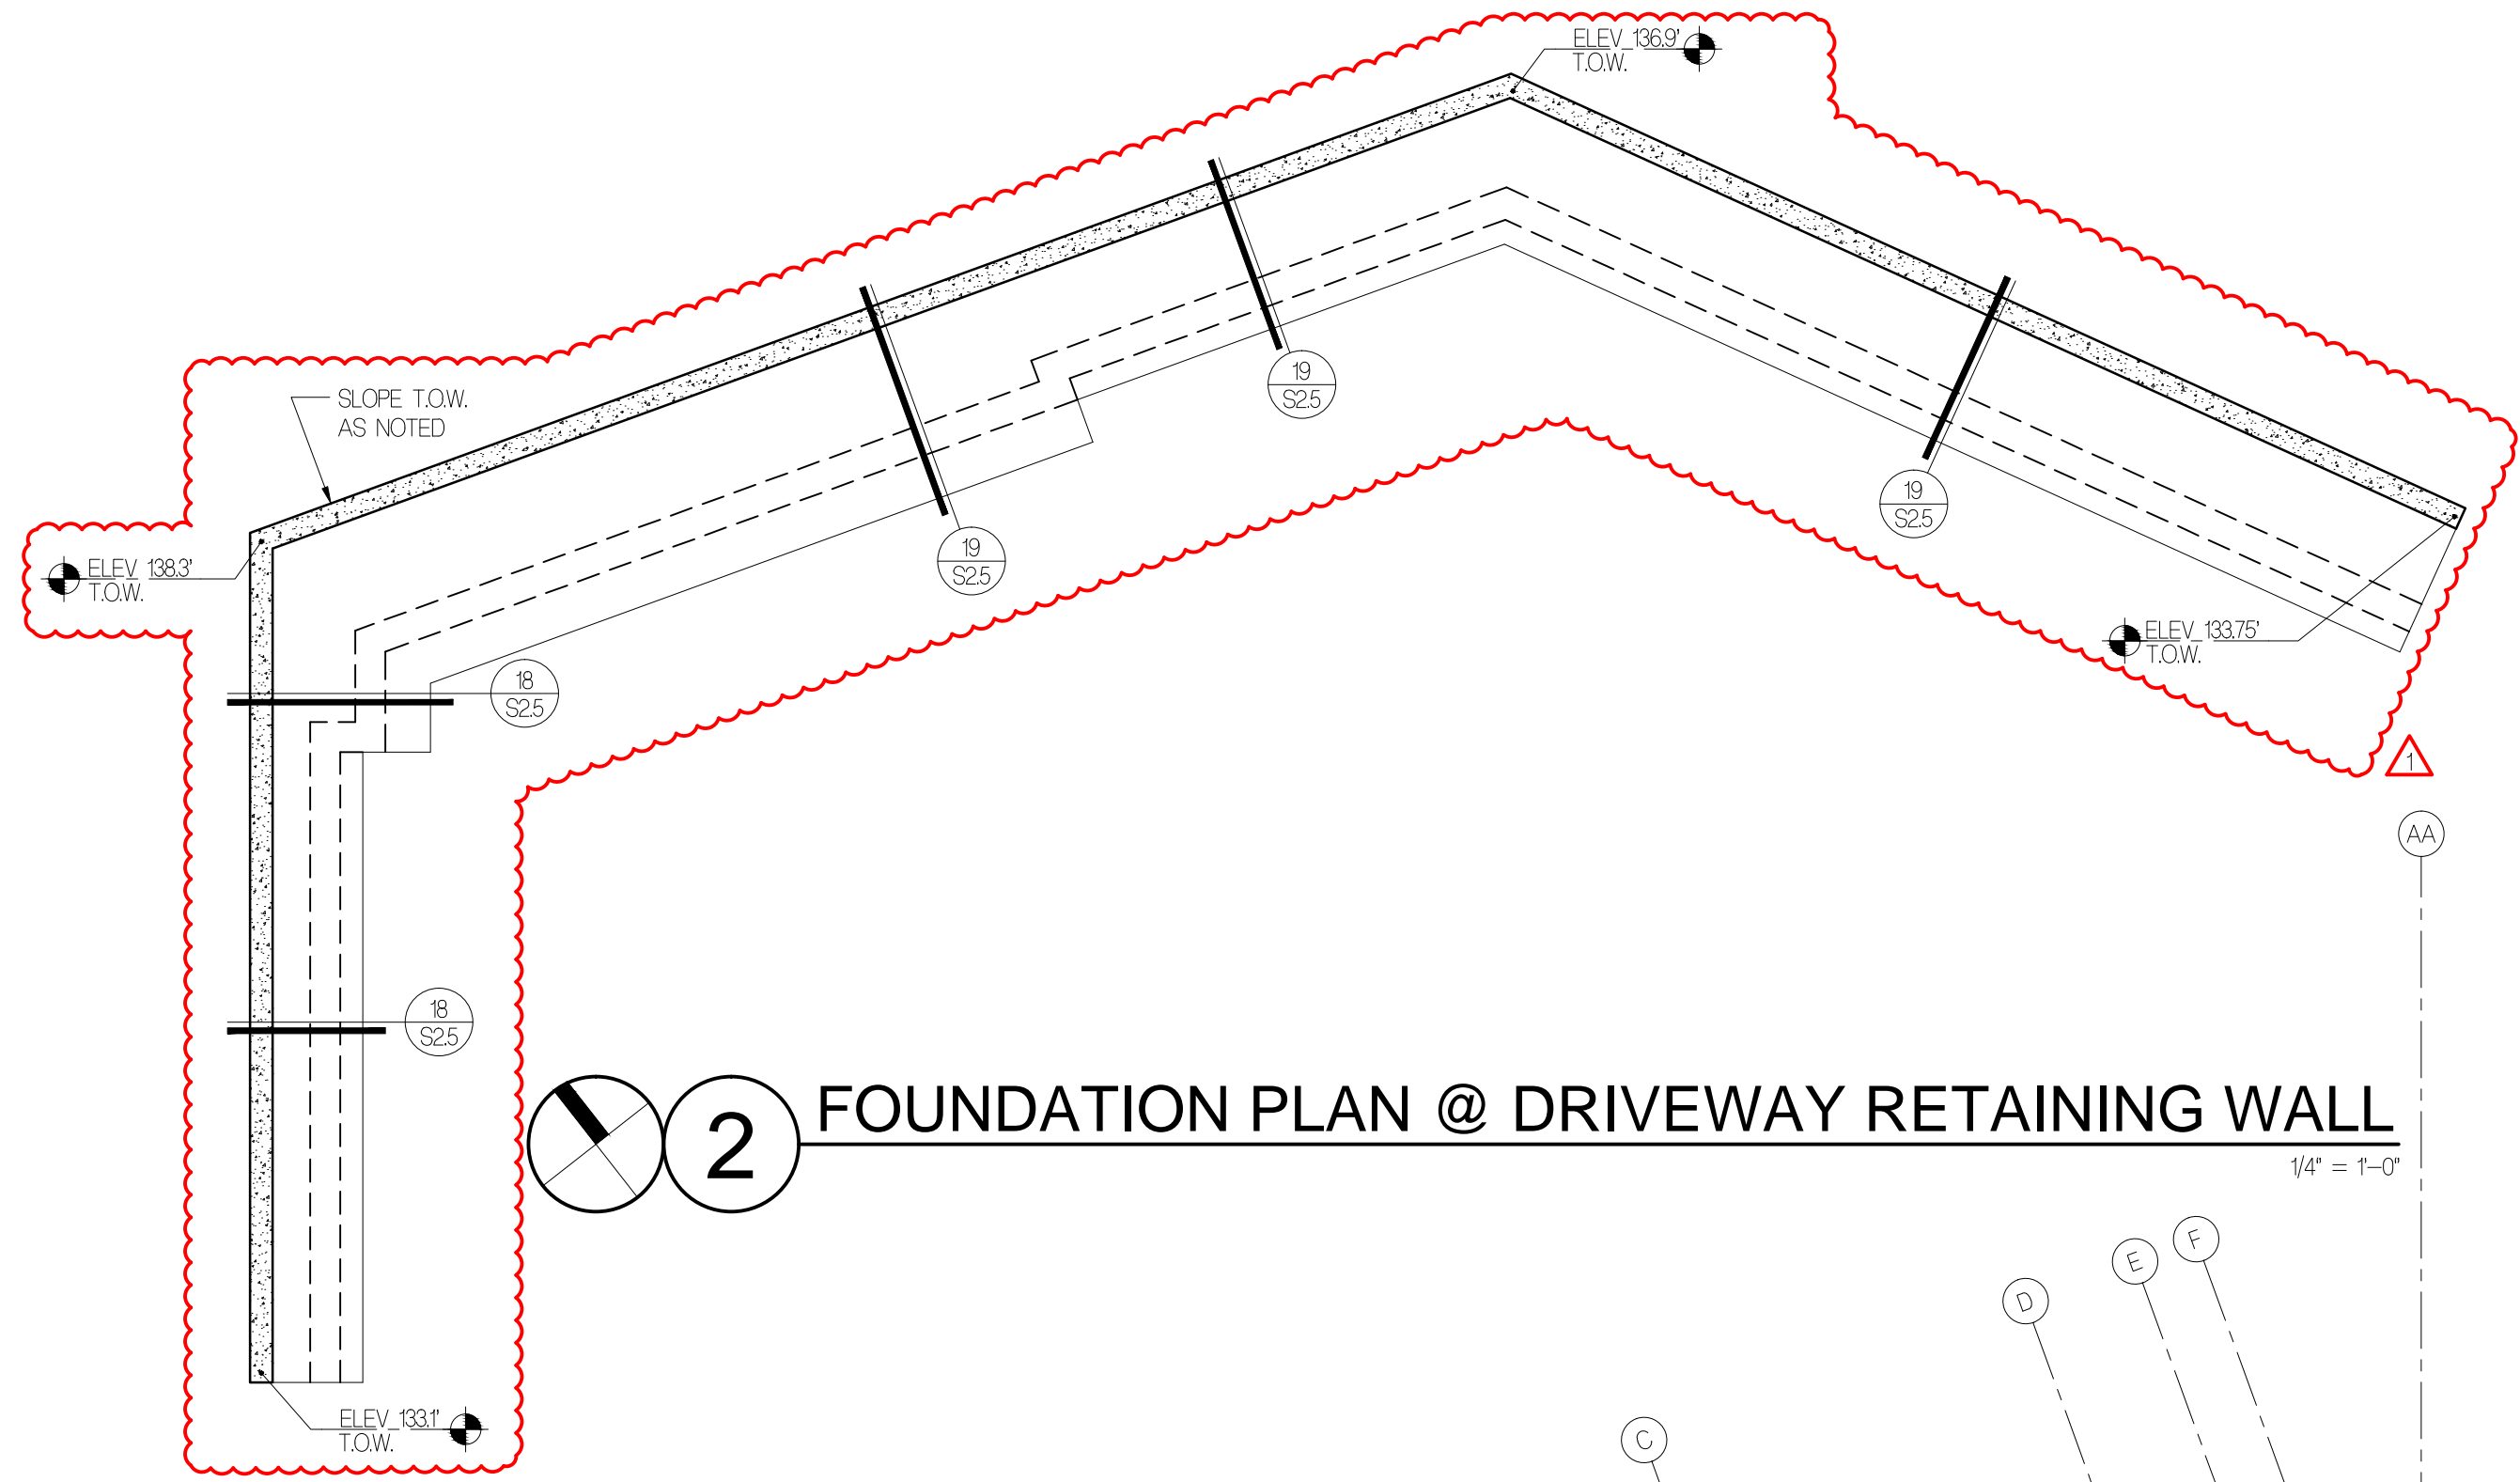 ELEV 136.9'
T.O.W.
SLOPE T.O.W.
AS NOTED
19
S2.5
19
S2.5
19
S2.5
ELEV 138.3'
T.O.W.
ELEV 133.75'
T.O.W.
18
S2.5
1
AA
18
S2.5
2
FOUNDATION PLAN @ DRIVEWAY RETAINING WALL
1/4" = 1'-0"
F
E
D
C
ELEV 133.1'
T.O.W.